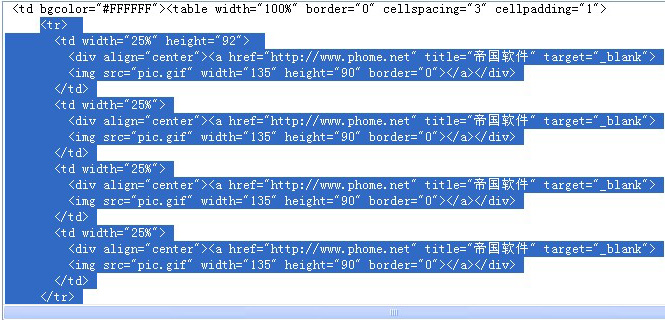 <td bgcolor="#FFFFFF"><table width="100%" border="0" cellspacing="3" cellpadding="1">
<tr>
<td width="25%" height="92">
<div align="center"><a href="http://www.phome.net" title="帝国软件" target="_blank">
<img src="pic.gif" width="135" height="90" border="0"></a></div>
</td>
<td width="25%">
<div align="center"><a href="http://www.phome.net" title="帝国软件" target="_blank">
<img src="pic.gif" width="135" height="90" border="0"></a></div>
</td>
<td width="25%">
<div align="center"><a href="http://www.phome.net" title="帝国软件" target="_blank">
<img src="pic.gif" width="135" height="90" border="0"></a></div>
</td>
<td width="25%">
<div align="center"><a href="http://www.phome.net" title="帝国软件" target="_blank">
<img src="pic.gif" width="135" height="90" border="0"></a></div>
</td>
</tr>